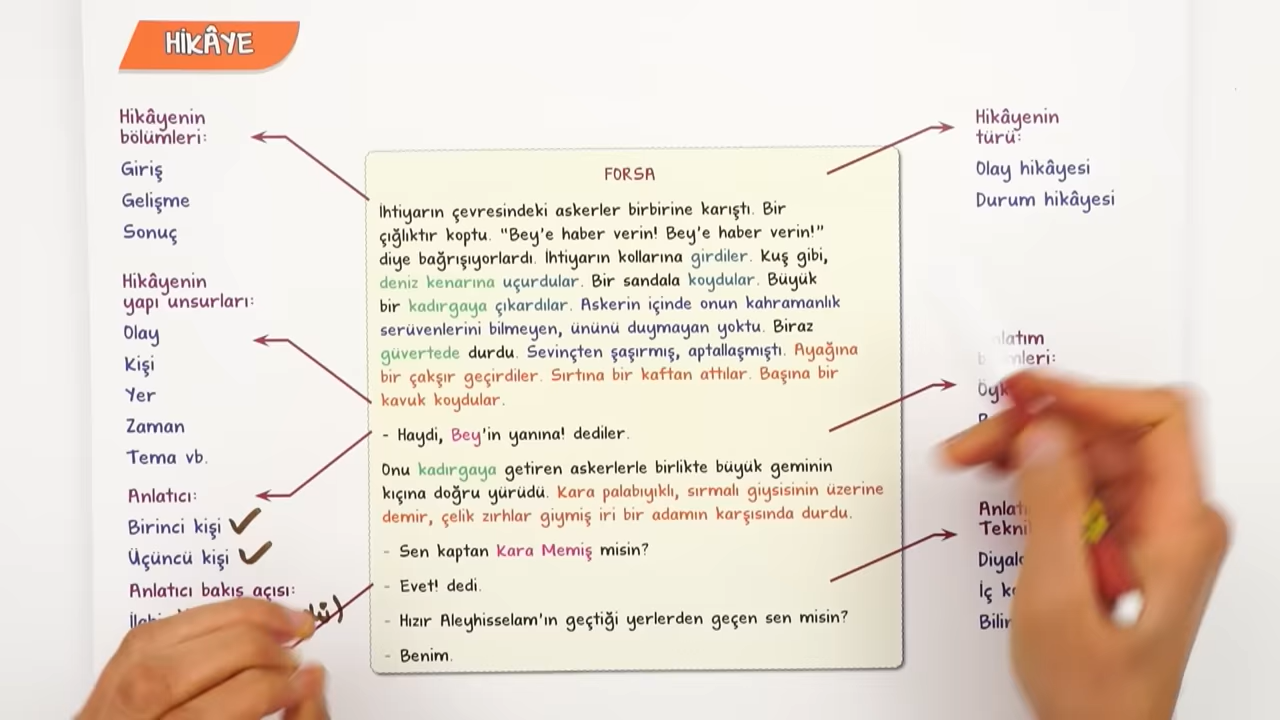 HİKÂYE
Hikâyenin
bölümleri:
Giriş
Gelişme
Sonuç
Hikâyenin
yapı unsurları:
Olay
Kişi
Yer
Zaman
Tema vb.
Anlatıcı:
Birinci kişi
Üçüncü kişi
Anlatıcı bakış açısı:
FORSA
İhtiyarın çevresindeki askerler birbirine karıştı. Bir
çığlıktır koptu. "Bey'e haber verin! Bey'e haber verin!"
diye bağrışıyorlardı. İhtiyarın kollarına girdiler. Kuş gibi,
deniz kenarına uçurdular. Bir sandala koydular. Büyük
bir kadırgaya çıkardılar. Askerin içinde onun kahramanlık
serüvenlerini bilmeyen, ününü duymayan yoktu. Biraz
güvertede durdu. Sevinçten şaşırmış, aptallaşmıştı. Ayağına
bir çakşır geçirdiler. Sırtına bir kaftan attılar. Başına bir
kavuk koydular.
- Haydi, Bey'in yanına! dediler.
Onu kadırgaya getiren askerlerle birlikte büyük geminin
kıçına doğru yürüdü. Kara palabıyıklı, sırmalı giysisinin üzerine
demir, çelik zırhlar giymiş iri bir adamın karşısında durdu.
- Sen kaptan Kara Memiş misin?
- Evet! dedi.
- Hızır Aleyhisselam'ın geçtiği yerlerden geçen sen misin?
- Benim.
Hikâyenin
türü:
Olay hikâyesi
Durum hikâyesi
İç